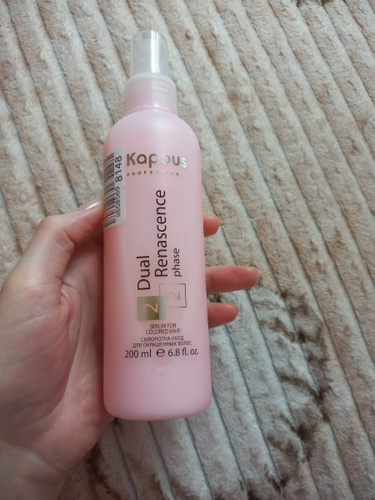 Kapous
PROFESSIONAL
Dual
Renascence
2
2
phase
SERUM FOR
COLORED HAIR
СЫВОРОТКА-УХОД
ДЛЯ ОКРАШЕННЫХ ВОЛОС
200 ml e 6.8 fl. oz.
8148